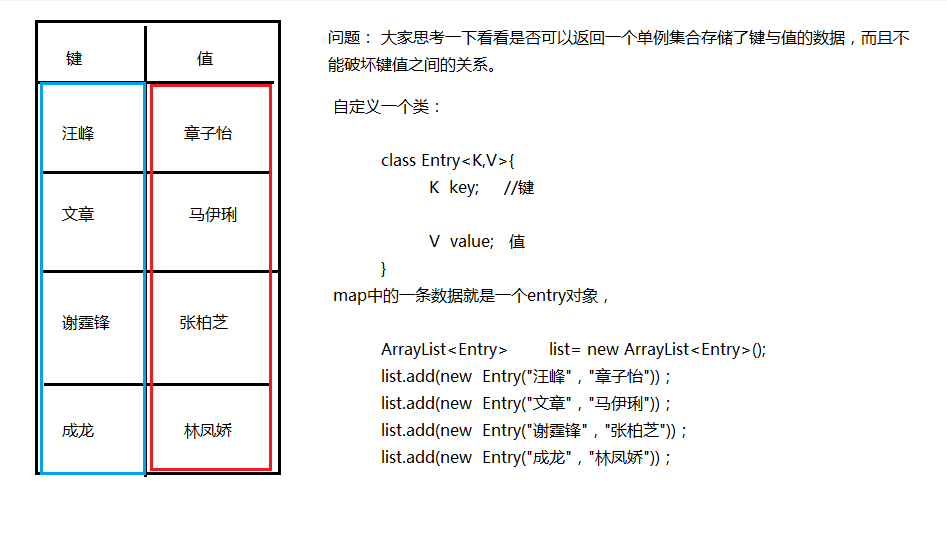 键 值
汪峰 章子怡
文章 马伊琍
谢霆锋 张柏芝
成龙 林凤娇
问题： 大家思考一下看看是否可以返回一个单例集合存储了键与值的数据，而且不
能破坏键值之间的关系。
自定义一个类：
class Entry<K,V>{
K key; //键
V value; 值
}
map中的一条数据就是一个entry对象，
ArrayList<Entry> list= new ArrayList<Entry>();
list.add(new Entry("汪峰"，"章子怡"))；
list.add(new Entry("文章"，"马伊琍"))；
list.add(new Entry("谢霆锋"，"张柏芝"))；
list.add(new Entry("成龙"，"林凤娇"))；